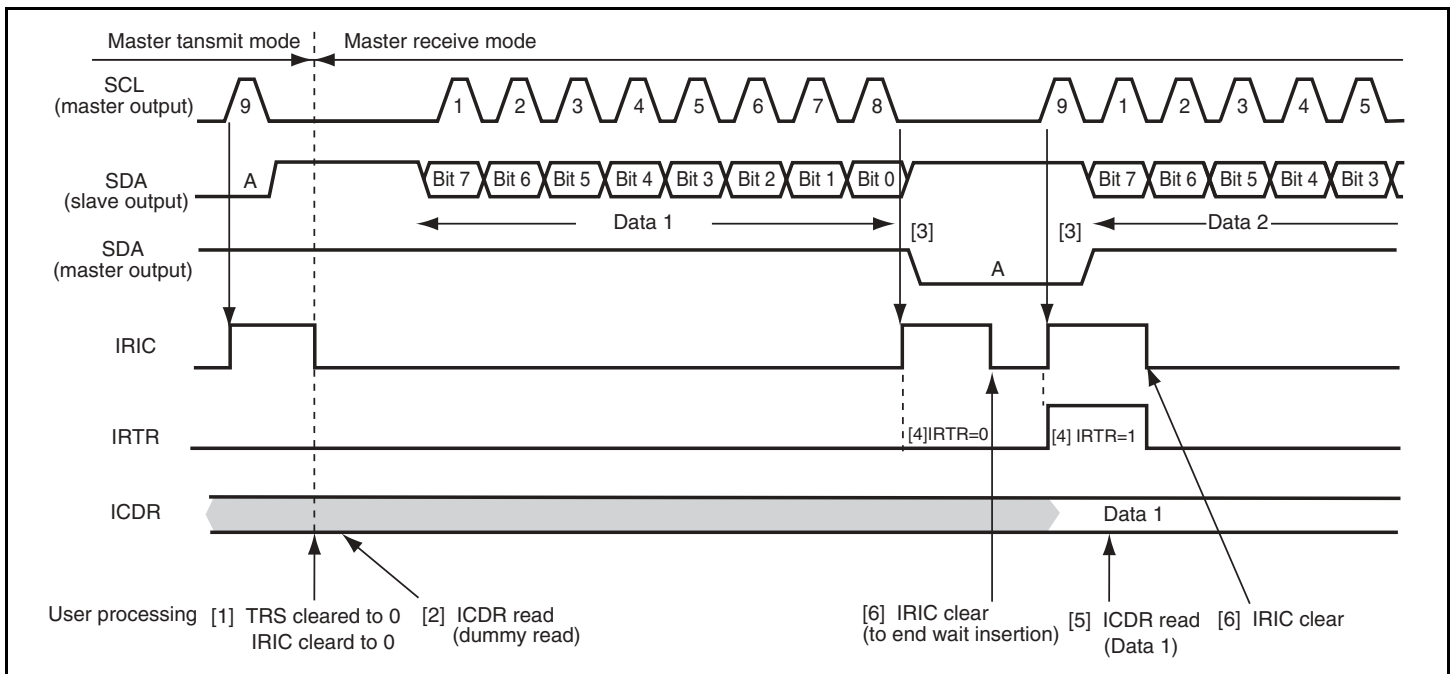 Master tansmit mode Master receive mode
SCL
(master output)
9 1 2 3 4 5 6 7 8 9 1 2 3 4 5
SDA
(slave output)
A Bit 7 Bit 6 Bit 5 Bit 4 Bit 3 Bit 2 Bit 1 Bit 0 Bit 7 Bit 6 Bit 5 Bit 4 Bit 3
Data 1 [3] [3] Data 2
SDA
(master output)
A
IRIC
IRTR
[4]IRTR=0 [4] IRTR=1
ICDR
Data 1
User processing [1] TRS cleared to 0
IRIC cleard to 0
[2] ICDR read
(dummy read)
[6] IRIC clear
(to end wait insertion)
[5] ICDR read
(Data 1)
[6] IRIC clear